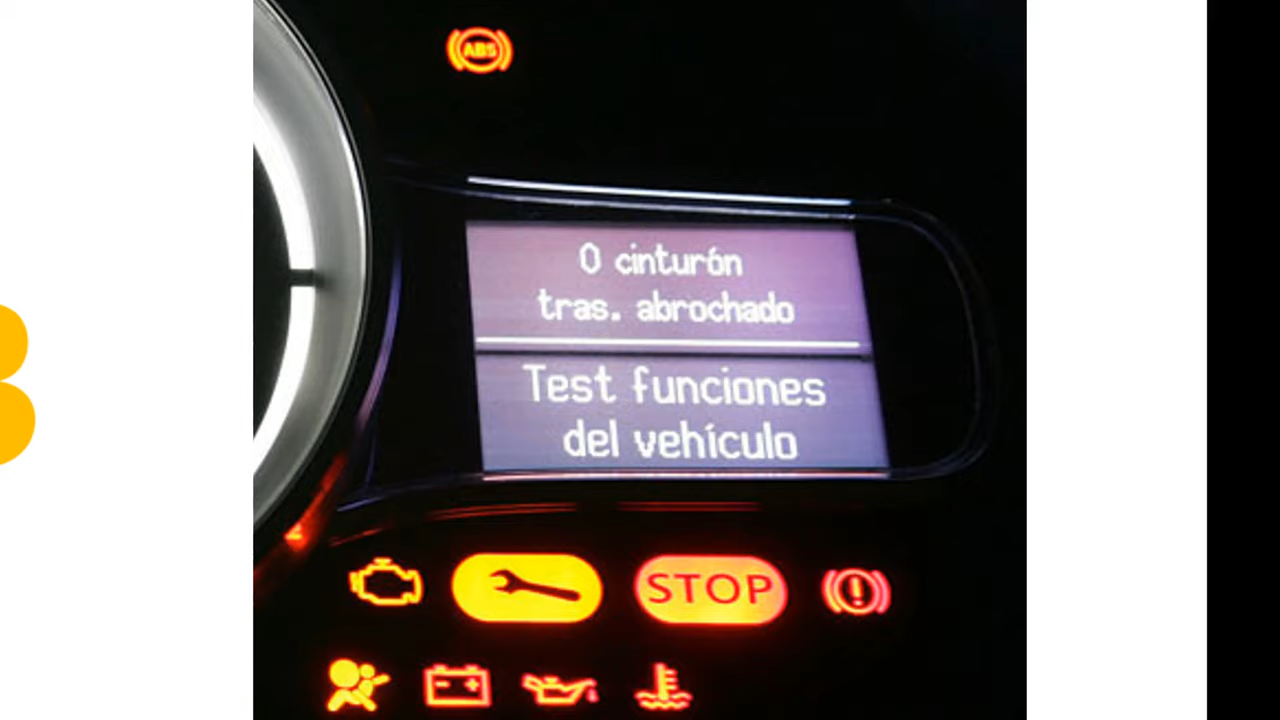 ABS
0 cinturón
tras. abrochado
Test funciones
del vehículo
STOP